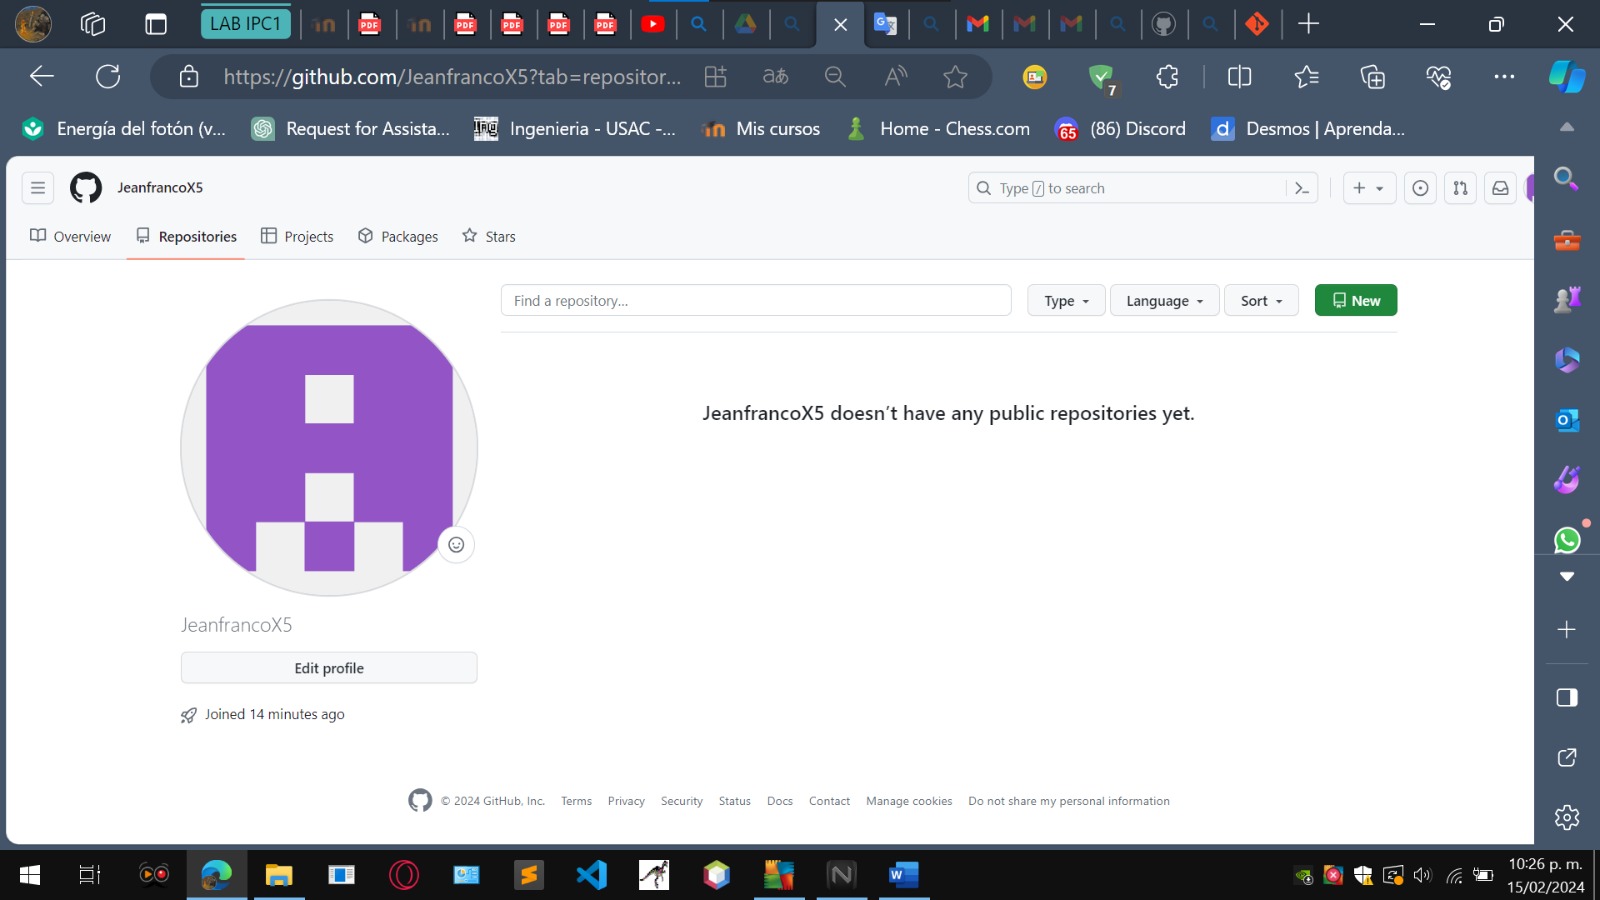 LAB IPC1
https://github.com/JeanfrancoX5?tab=repositor...
7
Energía del fotón (v...
Request for Assista...
Ingenieria - USAC -...
Mis cursos
Home - Chess.com
65
(86) Discord
Desmos | Aprenda...
JeanfrancoX5
Type / to search
Overview
Repositories
Projects
Packages
Stars
Find a repository...
Type
Language
Sort
New
JeanfrancoX5 doesn't have any public repositories yet.
JeanfrancoX5
Edit profile
Joined 14 minutes ago
© 2024 GitHub, Inc.
Terms
Privacy
Security
Status
Docs
Contact
Manage cookies
Do not share my personal information
10:26 p. m.
15/02/2024